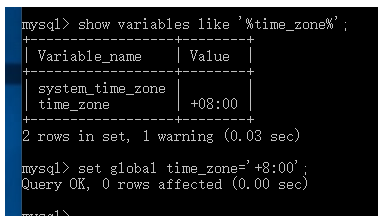 mysql> show variables like '%time_zone%';
+------------------+--------+
| Variable_name    | Value  |
+------------------+--------+
| system_time_zone |        |
| time_zone        | +08:00 |
+------------------+--------+
2 rows in set, 1 warning (0.03 sec)
mysql> set global time_zone='+8:00';
Query OK, 0 rows affected (0.00 sec)
mysql>